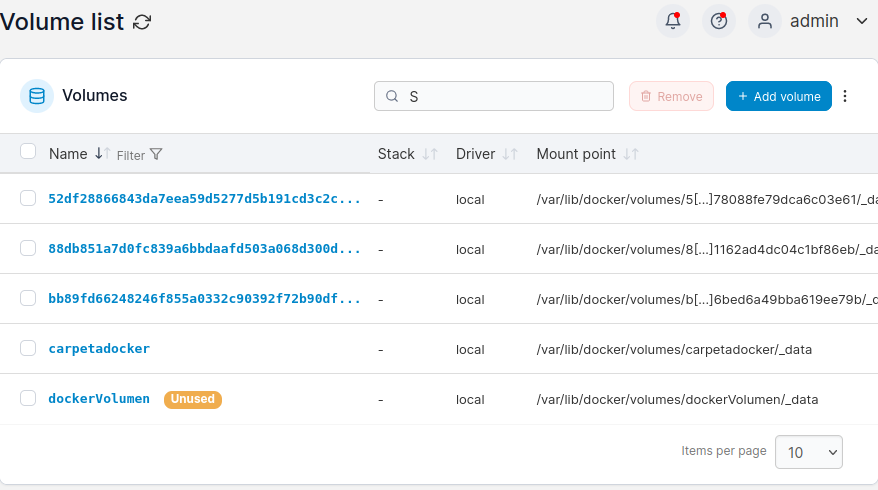 Volume list
admin
Volumes
S
Remove
+ Add volume
Name Filter Stack Driver Mount point
52df28866843da7eea59d5277d5b191cd3c2c... - local /var/lib/docker/volumes/5[...]78088fe79dca6c03e61/_da
88db851a7d0fc839a6bbdaafd503a068d300d... - local /var/lib/docker/volumes/8[...]1162ad4dc04c1bf86eb/_da
bb89fd66248246f855a0332c90392f72b90df... - local /var/lib/docker/volumes/b[...]6bed6a49bba619ee79b/_d
carpetadocker - local /var/lib/docker/volumes/carpetadocker/_data
dockerVolumen Unused - local /var/lib/docker/volumes/dockerVolumen/_data
Items per page 10